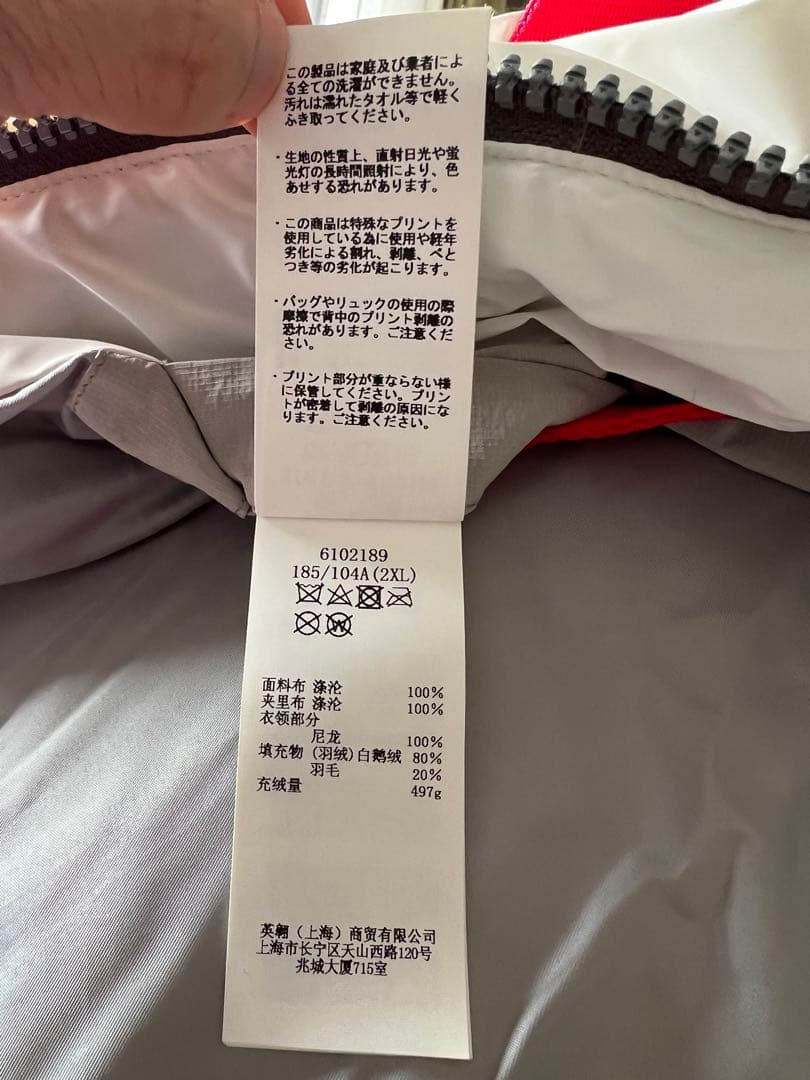 この製品は家庭及び業者によ
る全ての洗濯ができません。
汚れは濡れたタオル等で軽く
ふき取ってください。
・生地の性質上、直射日光や蛍
光灯の長時間照射により、色
あせする恐れがあります。
・この商品は特殊なプリントを
使用している為に使用や経年
劣化による割れ、剥離、べと
つき等の劣化が起こります。
・バッグやリュックの使用の際
摩擦で背中のプリント剥離の
恐れがあります。ご注意くだ
さい。
・プリント部分が重ならない様
に保管してください。プリン
トが密着して剥離の原因にな
ります。ご注意ください。
6102189
185/104A(2XL)
W
面料布 涤沦 100%
夹里布 涤沦 100%
衣领部分
尼龙 100%
填充物 (羽绒)白鹅绒 80%
羽毛 20%
充绒量 497g
英翱（上海）商贸有限公司
上海市长宁区天山西路120号
兆城大厦715室